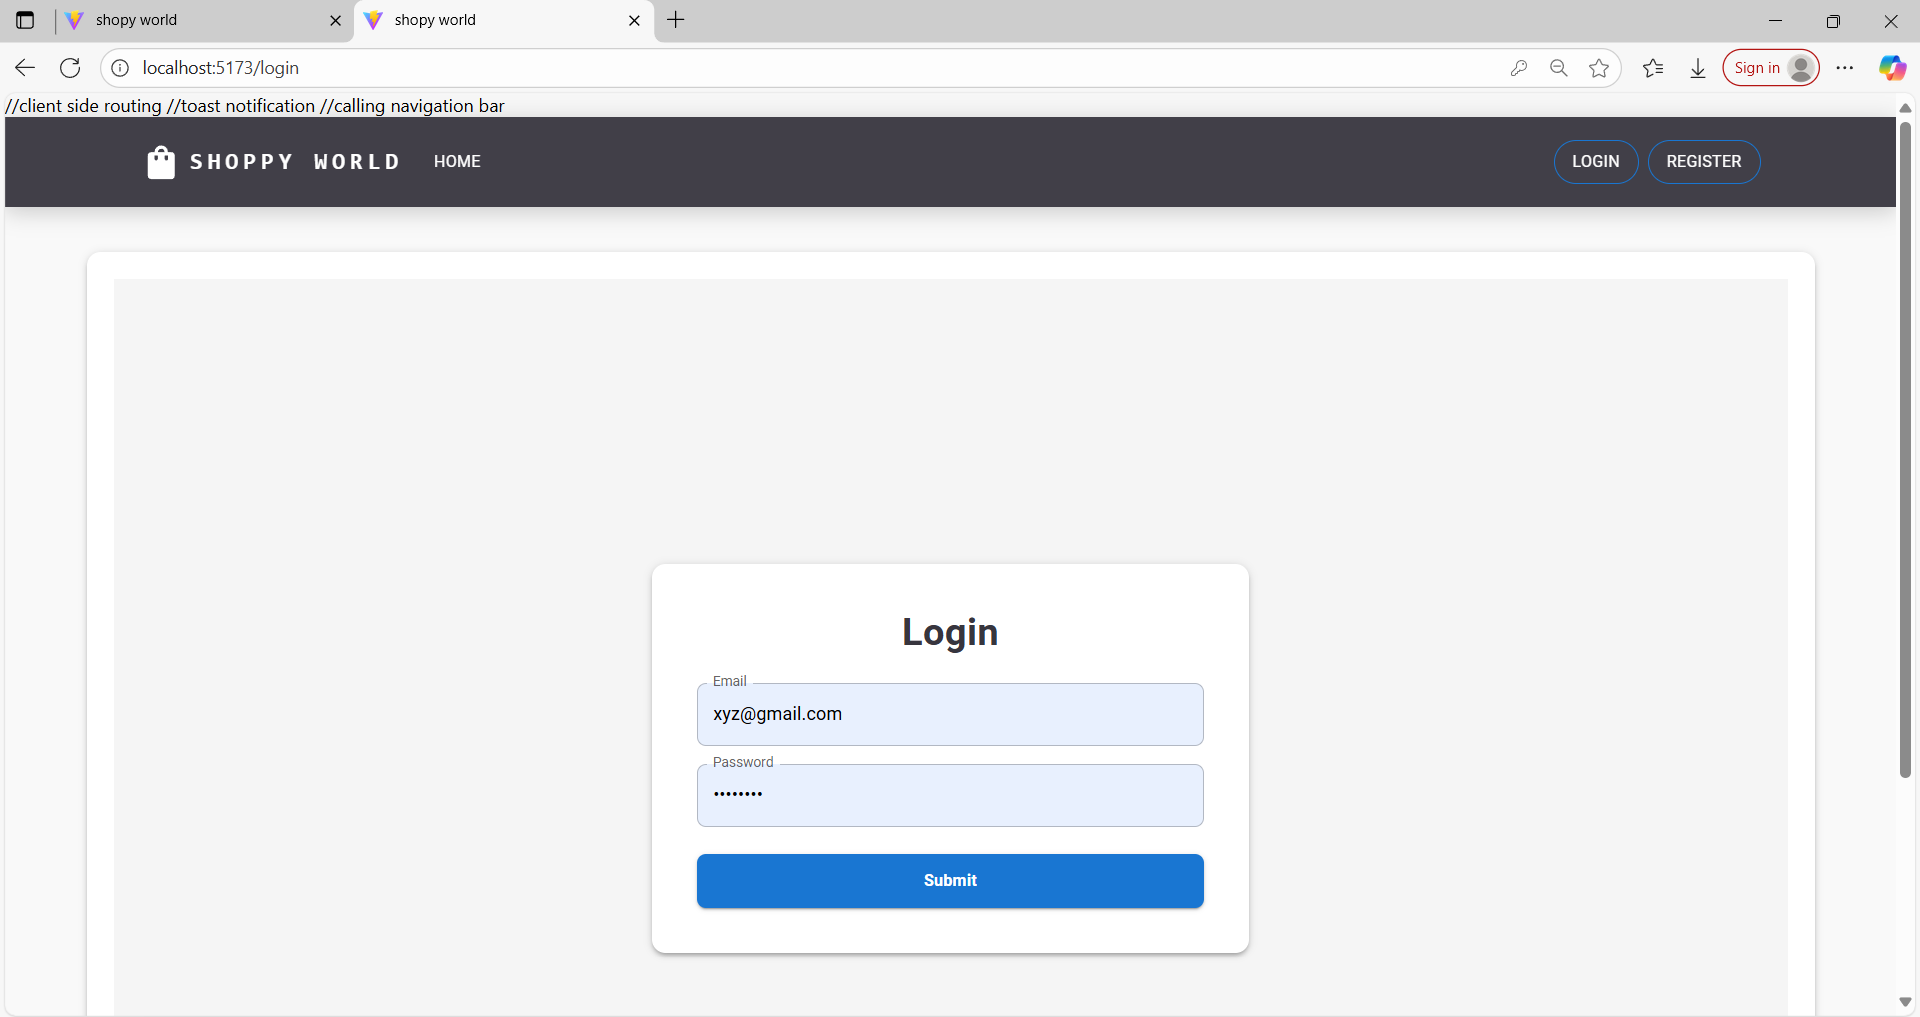 shopy world
shopy world
localhost:5173/login
Sign in
//client side routing //toast notification //calling navigation bar
SHOPPY WORLD HOME LOGIN REGISTER
Login
Email
xyz@gmail.com
Password
••••••••
Submit